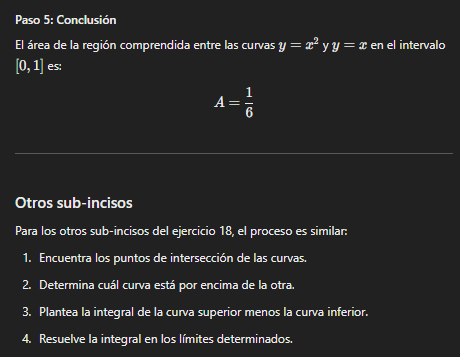 Paso 5: Conclusión
El área de la región comprendida entre las curvas y = x² y y = x en el intervalo
[0, 1] es:
A = 1/6
Otros sub-incisos
Para los otros sub-incisos del ejercicio 18, el proceso es similar:
1. Encuentra los puntos de intersección de las curvas.
2. Determina cuál curva está por encima de la otra.
3. Plantea la integral de la curva superior menos la curva inferior.
4. Resuelve la integral en los límites determinados.